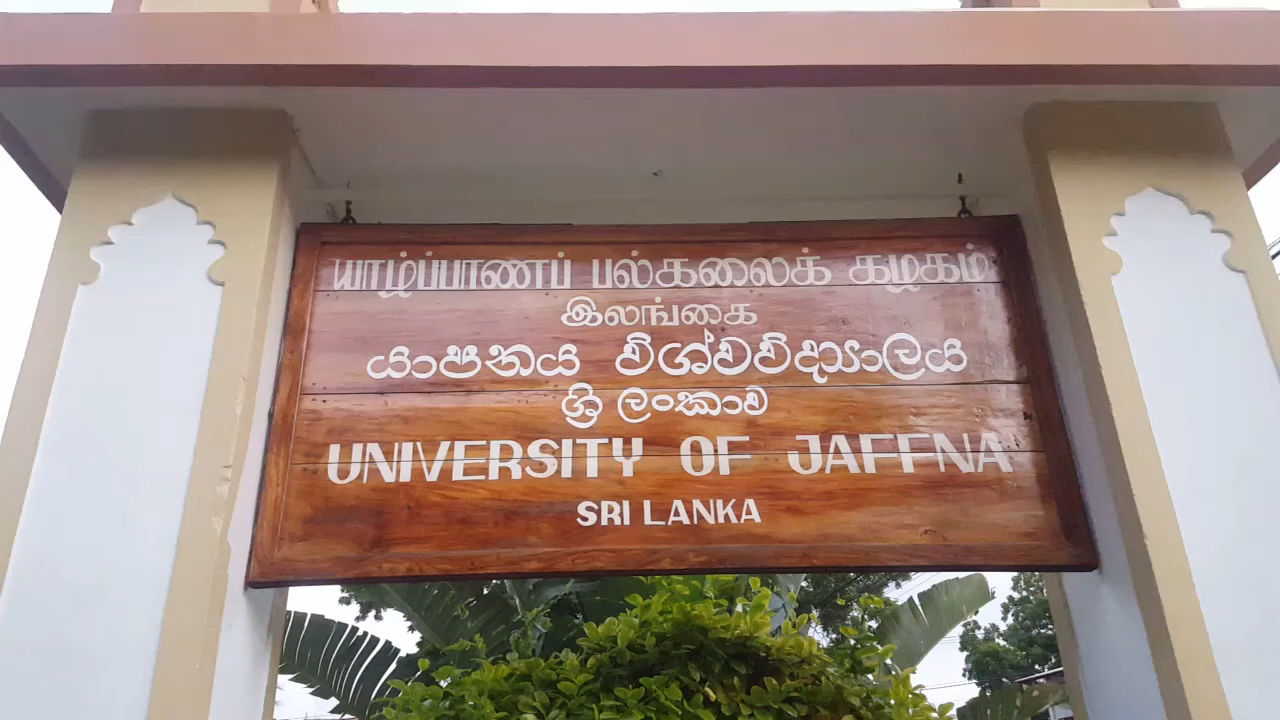 யாழ்ப்பாணப் பல்கலைக் கழகம்
இலங்கை
යාපනය විශ්වවිද්‍යාලය
ශ්‍රී ලංකාව
UNIVERSITY OF JAFFNA
SRI LANKA